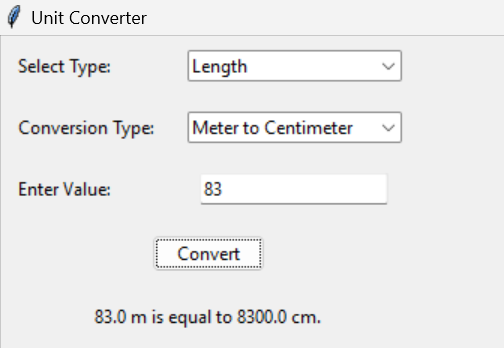 Unit Converter
Select Type: Length
Conversion Type: Meter to Centimeter
Enter Value: 83
Convert
83.0 m is equal to 8300.0 cm.